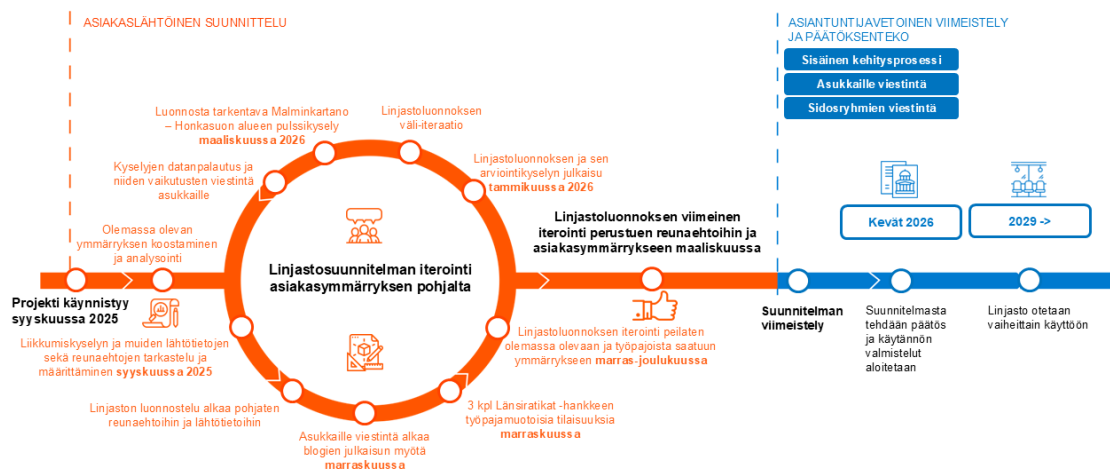 ASIAKASLÄHTÖINEN SUUNNITTELU
ASIANTUNTIJAVETOINEN VIIMEISTELY
JA PÄÄTÖKSENTEKO
Sisäinen kehitysprosessi
Asukkaille viestintä
Sidosryhmien viestintä
Luonnosta tarkentava Malminkartano
– Honkasuon alueen pulssikysely
maaliskuussa 2026
Linjastoluonnoksen
väli-iteraatio
Kyselyjen datanpalautus ja
niiden vaikutusten viestintä
asukkaille
Linjastoluonnoksen ja sen
arviointikyselyn julkaisu
tammikuussa 2026
Olemassa olevan
ymmärryksen koostaminen
ja analysointi
Linjastosuunnitelman iterointi
asiakasymmärryksen pohjalta
Linjastoluonnoksen viimeinen
iterointi perustuen reunaehtoihin ja
asiakasymmärrykseen maaliskuussa
Kevät 2026
2029 ->
Projekti käynnistyy
syyskuussa 2025
Liikkumiskyselyn ja muiden lähtötietojen
sekä reunaehtojen tarkastelu ja
määrittäminen syyskuussa 2025
Linjaston luonnostelu alkaa pohjaten
reunaehtoihin ja lähtötietoihin
Asukkaille viestintä alkaa
blogien julkaisun myötä
marraskuussa
3 kpl Länsiratikat -hankkeen
työpajamuotoisia tilaisuuksia
marraskuussa
Linjastoluonnoksen iterointi peilaten
olemassa olevaan ja työpajoista saatuun
ymmärrykseen marras-joulukuussa
Suunnitelman
viimeistely
Suunnitelmasta
tehdään päätös
ja käytännön
valmistelut
aloitetaan
Linjasto otetaan
vaiheittain käyttöön